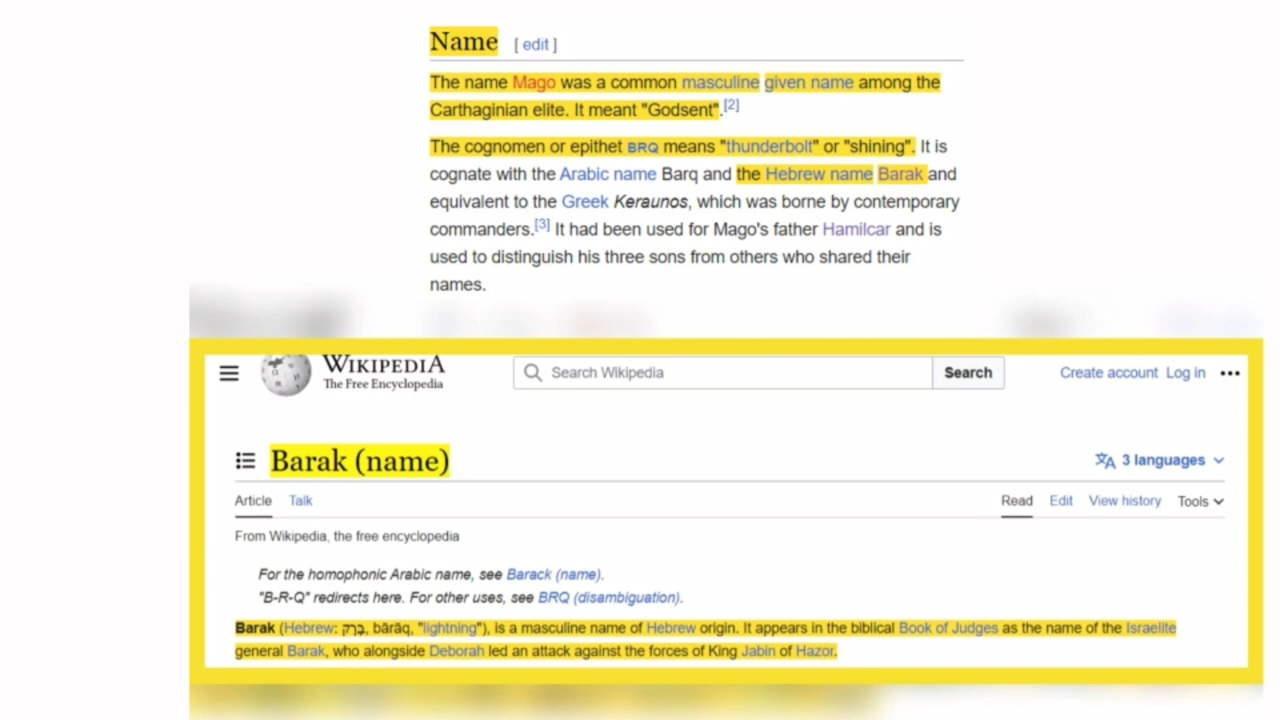 Name [ edit ]
The name Mago was a common masculine given name among the
Carthaginian elite. It meant "Godsent".[2]
The cognomen or epithet BRQ means "thunderbolt" or "shining". It is
cognate with the Arabic name Barq and the Hebrew name Barak and
equivalent to the Greek Keraunos, which was borne by contemporary
commanders.[3] It had been used for Mago's father Hamilcar and is
used to distinguish his three sons from others who shared their
names.
WIKIPEDIA
The Free Encyclopedia
Search Wikipedia
Search
Create account Log in •••
Barak (name)
3 languages
Article Talk
Read Edit View history Tools
From Wikipedia, the free encyclopedia
For the homophonic Arabic name, see Barack (name).
"B-R-Q" redirects here. For other uses, see BRQ (disambiguation).
Barak (Hebrew: בָּרָק, bārāq, "lightning"), is a masculine name of Hebrew origin. It appears in the biblical Book of Judges as the name of the Israelite
general Barak, who alongside Deborah led an attack against the forces of King Jabin of Hazor.